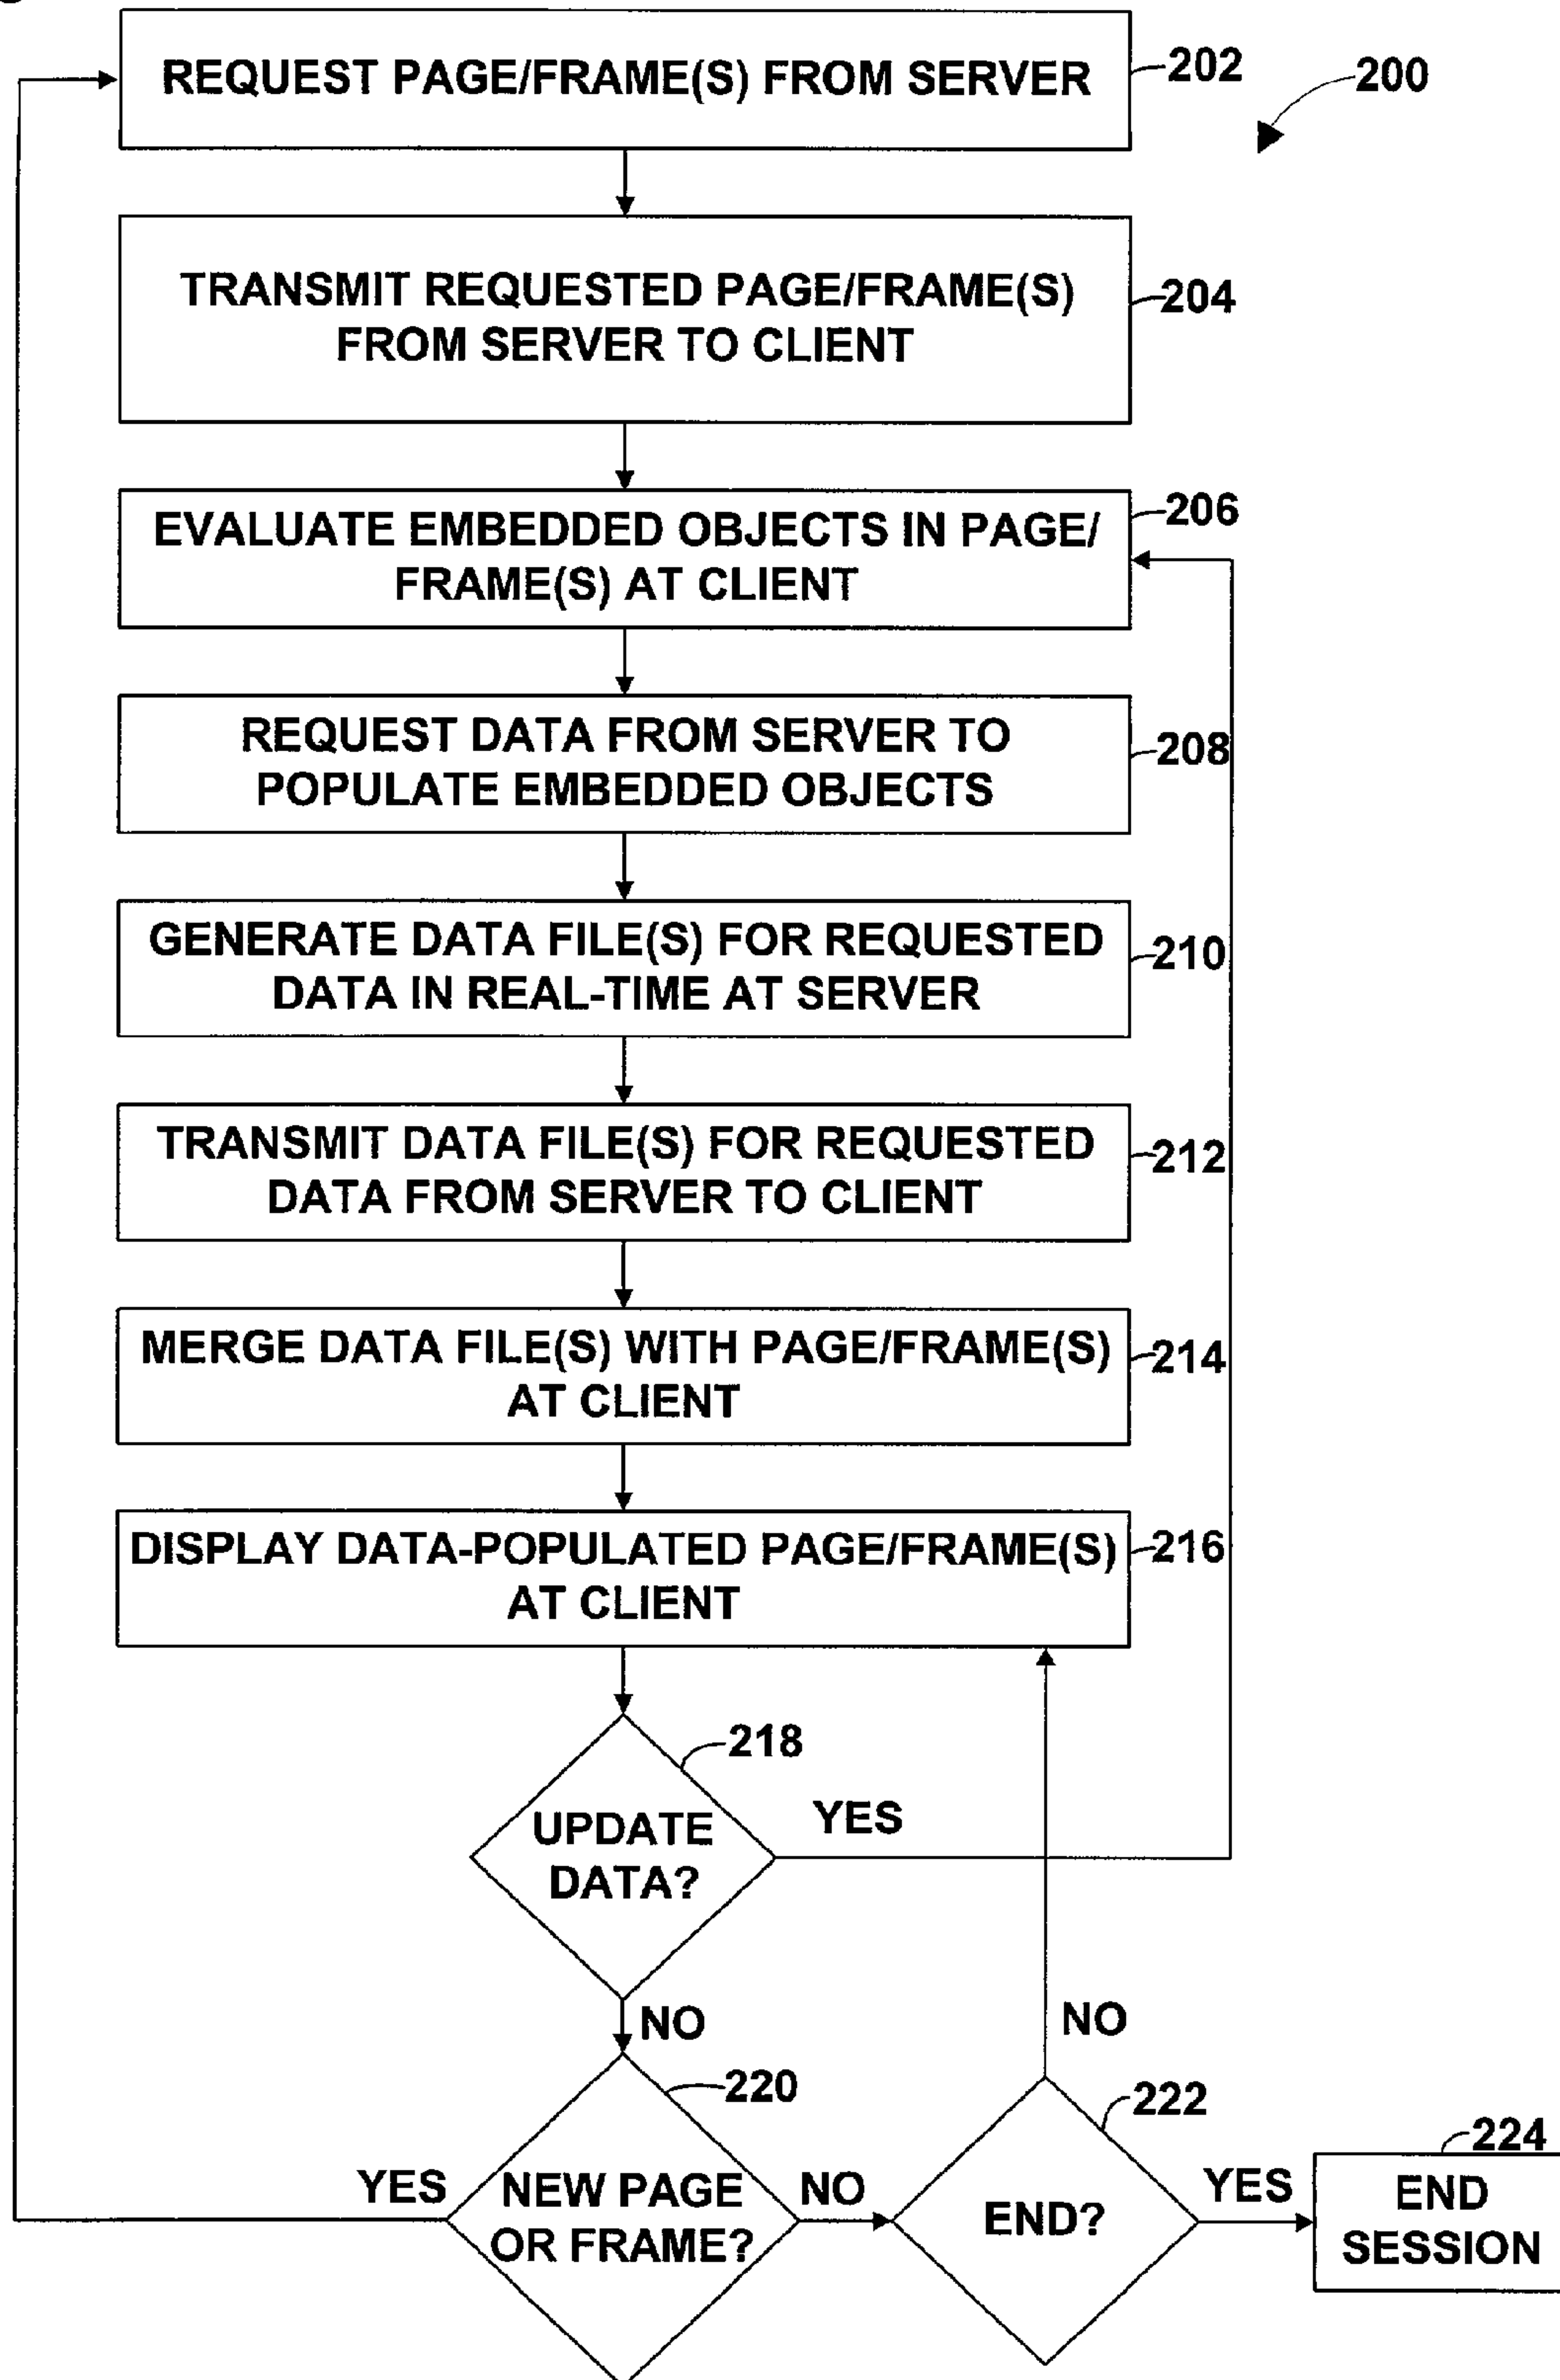 REQUEST PAGE/FRAME(S) FROM SERVER
202
200
TRANSMIT REQUESTED PAGE/FRAME(S)
FROM SERVER TO CLIENT
204
EVALUATE EMBEDDED OBJECTS IN PAGE/
FRAME(S) AT CLIENT
206
REQUEST DATA FROM SERVER TO
POPULATE EMBEDDED OBJECTS
208
GENERATE DATA FILE(S) FOR REQUESTED
DATA IN REAL-TIME AT SERVER
210
TRANSMIT DATA FILE(S) FOR REQUESTED
DATA FROM SERVER TO CLIENT
212
MERGE DATA FILE(S) WITH PAGE/FRAME(S)
AT CLIENT
214
DISPLAY DATA-POPULATED PAGE/FRAME(S)
AT CLIENT
216
218
UPDATE
DATA?
YES
NO
220
NEW PAGE
OR FRAME?
YES
NO
222
END?
NO
YES
224
END
SESSION